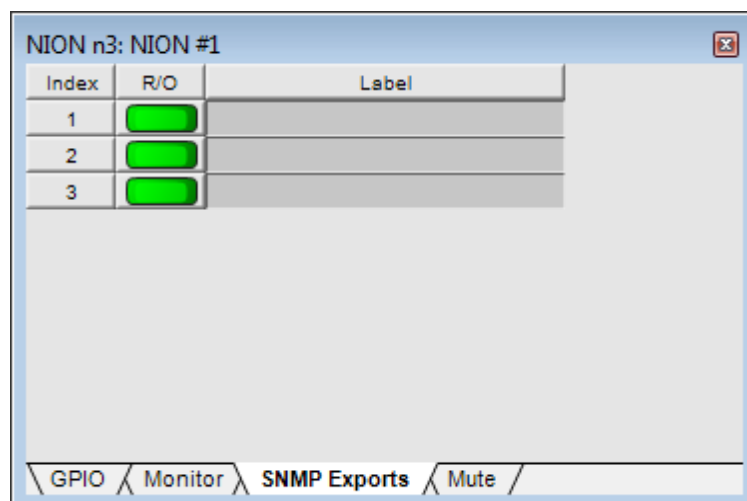 NION n3: NION #1
Index R/O Label
1
2
3
GPIO Monitor SNMP Exports Mute